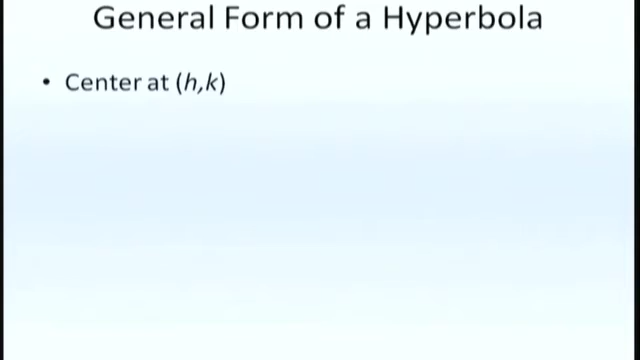 General Form of a Hyperbola
• Center at (h,k)